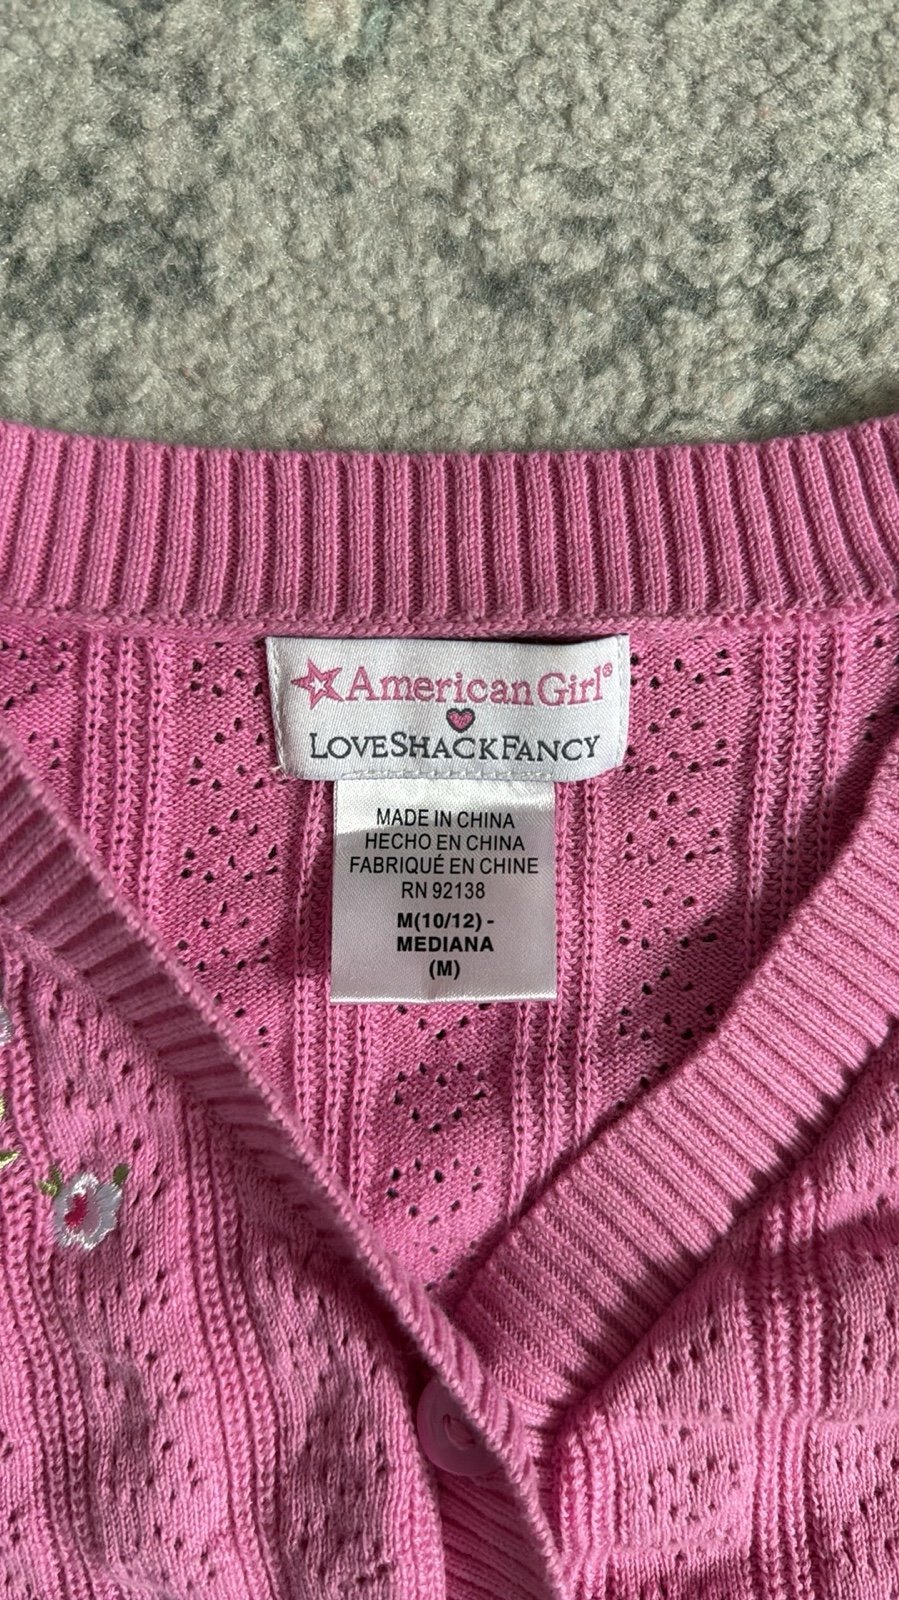 American Girl®
LOVESHACKFANCY
MADE IN CHINA
HECHO EN CHINA
FABRIQUÉ EN CHINE
RN 92138
M(10/12) -
MEDIANA
(M)